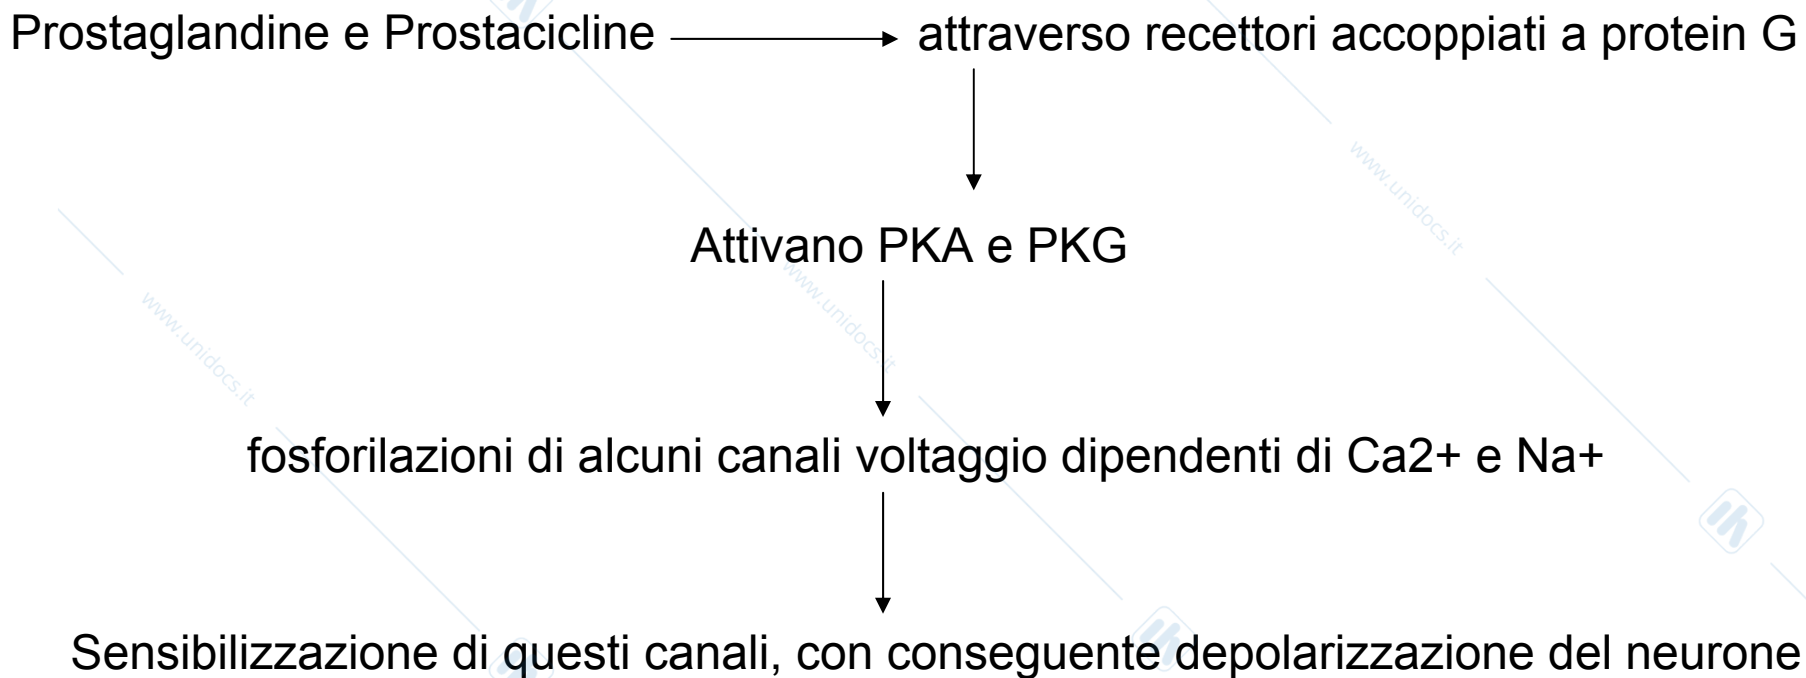 Prostaglandine e Prostacicline attraverso recettori accoppiati a protein G
www.unidocs.it
Attivano PKA e PKG
www.unidocs.it
www.unidocs.it
fosforilazioni di alcuni canali voltaggio dipendenti di Ca2+ e Na+
Sensibilizzazione di questi canali, con conseguente depolarizzazione del neurone